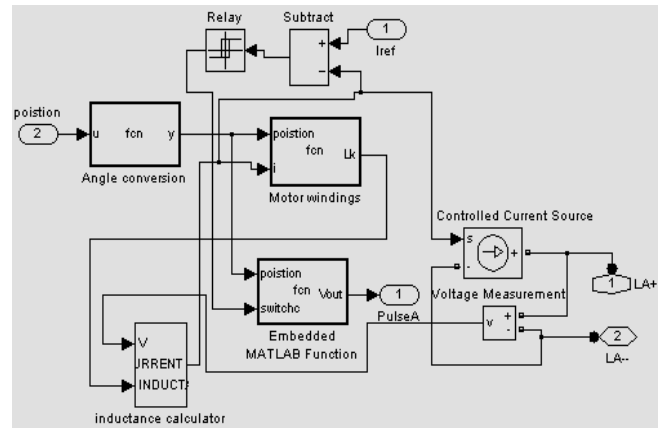 Relay
Subtract
+
−
1
Iref
poistion
2
u
fcn
y
Angle conversion
poistion
fcn
i
Lk
Motor windings
Controlled Current Source
s
-
+
1
LA+
poistion
fcn
switchc
Vout
1
PulseA
Embedded
MATLAB Function
Voltage Measurement
v
+
-
2
LA--
V
URRENT
INDUCT
inductance calculator